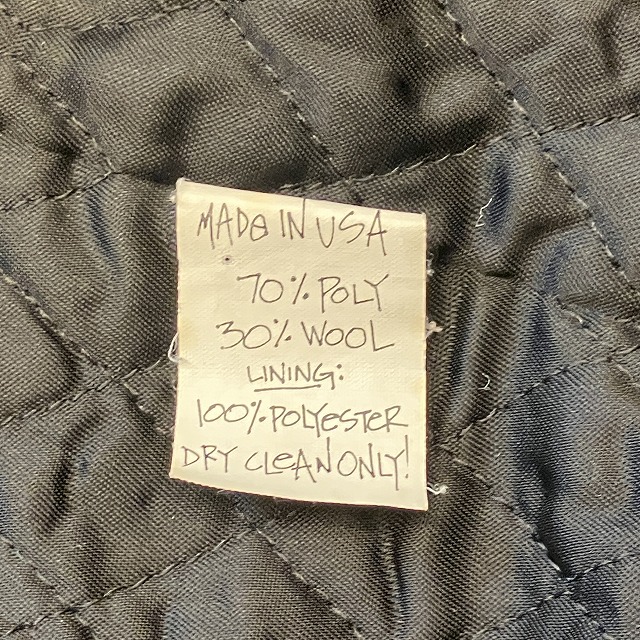 MADe IN USA
70% POLY
30% WOOL
LINING:
100% POLYeSTER
DRY CLeAN ONLY!